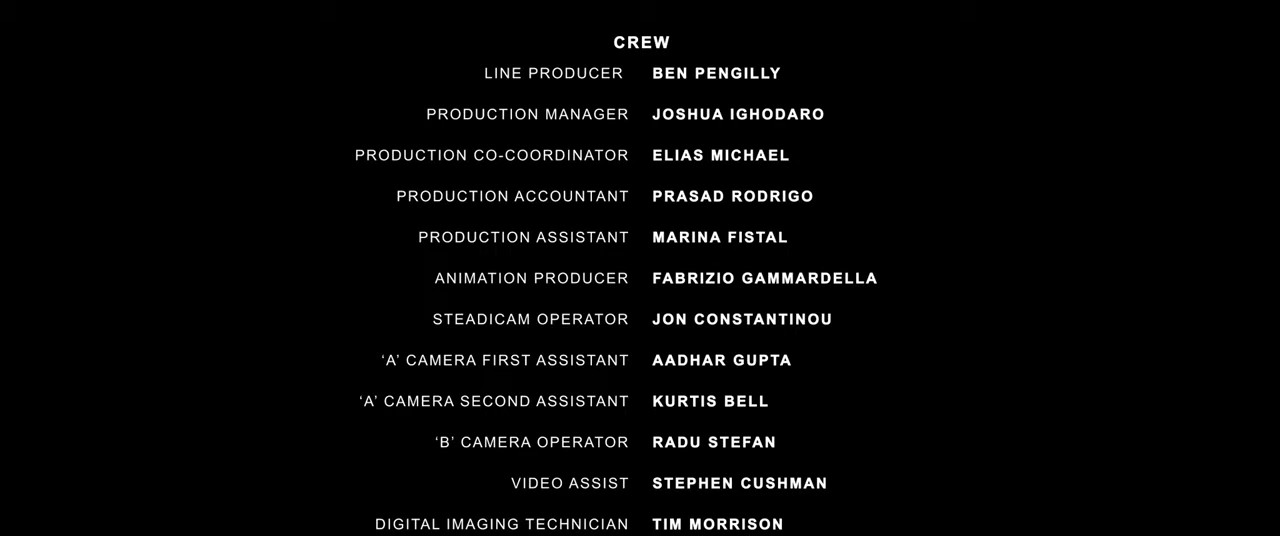 CREW
LINE PRODUCER BEN PENGILLY
PRODUCTION MANAGER JOSHUA IGHODARO
PRODUCTION CO-COORDINATOR ELIAS MICHAEL
PRODUCTION ACCOUNTANT PRASAD RODRIGO
PRODUCTION ASSISTANT MARINA FISTAL
ANIMATION PRODUCER FABRIZIO GAMMARDELLA
STEADICAM OPERATOR JON CONSTANTINOU
‘A’ CAMERA FIRST ASSISTANT AADHAR GUPTA
‘A’ CAMERA SECOND ASSISTANT KURTIS BELL
‘B’ CAMERA OPERATOR RADU STEFAN
VIDEO ASSIST STEPHEN CUSHMAN
DIGITAL IMAGING TECHNICIAN TIM MORRISON